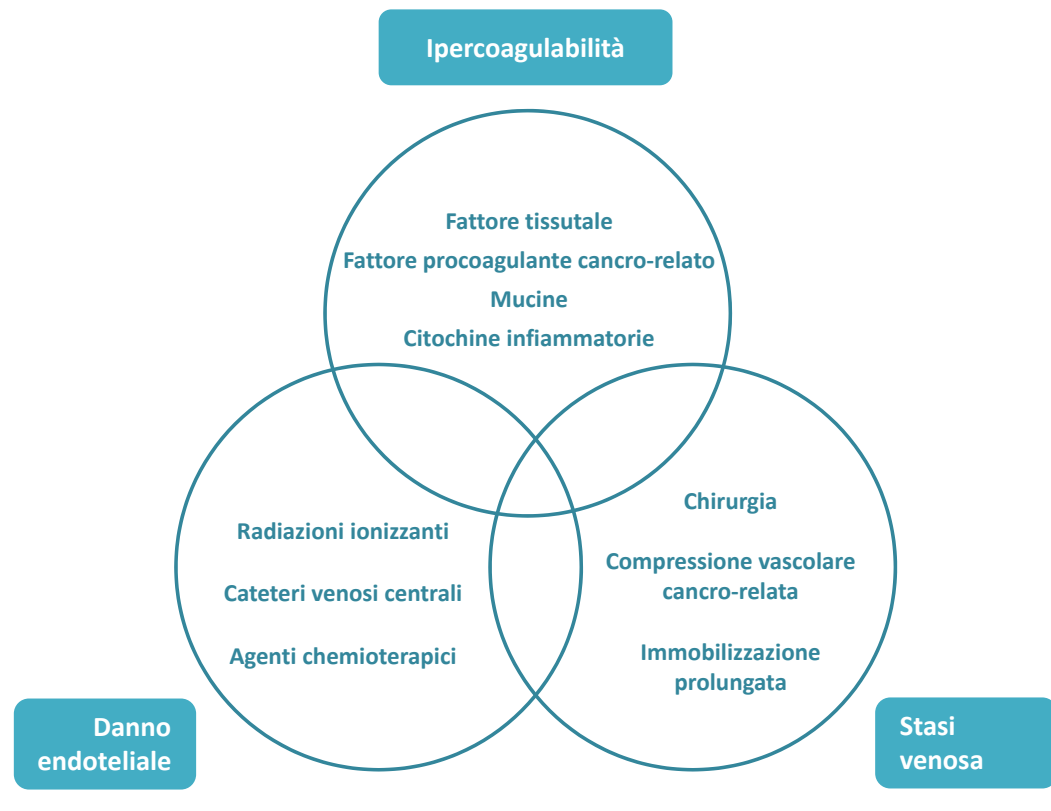 Ipercoagulabilità
Fattore tissutale
Fattore procoagulante cancro-relato
Mucine
Citochine infiammatorie
Radiazioni ionizzanti
Cateteri venosi centrali
Agenti chemioterapici
Chirurgia
Compressione vascolare
cancro-relata
Immobilizzazione
prolungata
Danno
endoteliale
Stasi
venosa